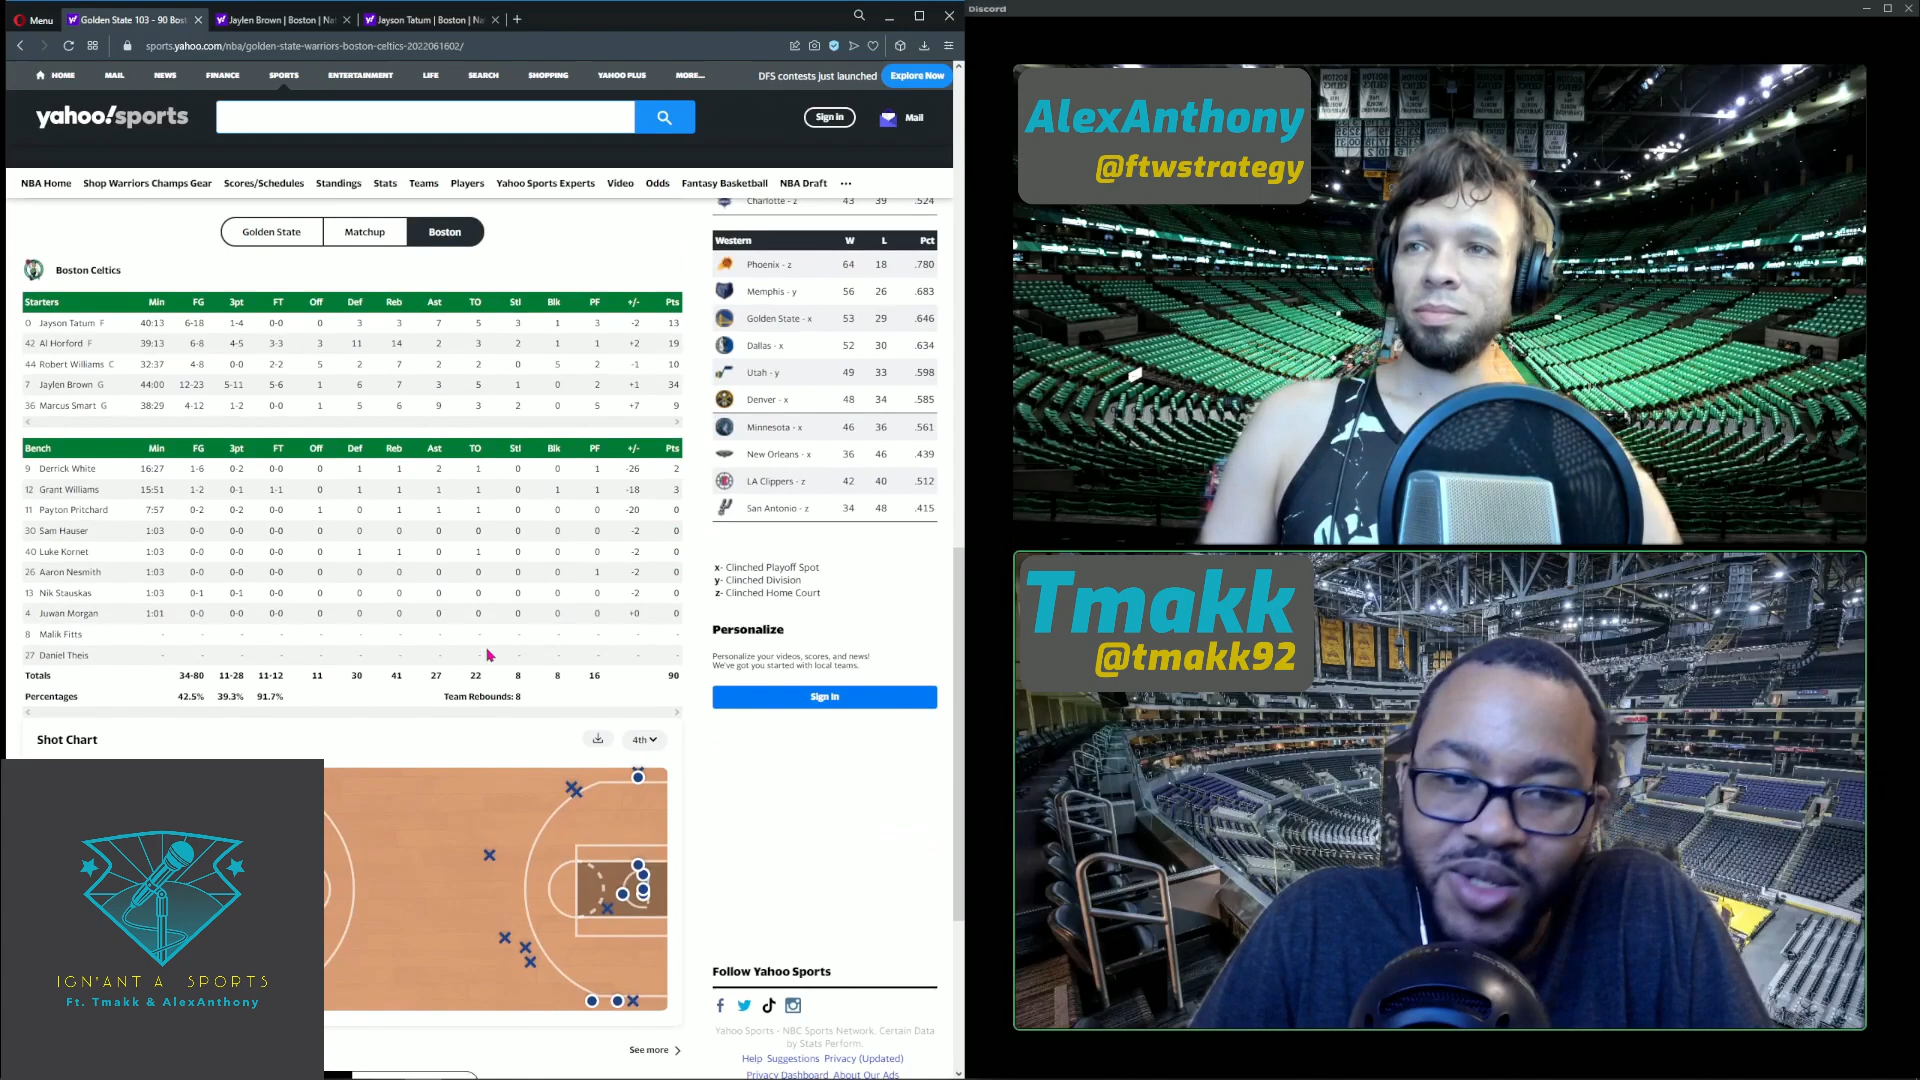 Menu
Golden State 103 - 90 Bost
Jaylen Brown | Boston | Nat
Jayson Tatum | Boston | Nat
Discord
sports.yahoo.com/nba/golden-state-warriors-boston-celtics-2022061602/
HOME MAIL NEWS FINANCE SPORTS ENTERTAINMENT LIFE SEARCH SHOPPING YAHOO PLUS MORE...
DFS contests just launched Explore Now
yahoo!sports
Sign in Mail
NBA Home Shop Warriors Champs Gear Scores/Schedules Standings Stats Teams Players Yahoo Sports Experts Video Odds Fantasy Basketball NBA Draft ...
Golden State Matchup Boston
Boston Celtics
Starters Min FG 3pt FT Off Def Reb Ast TO Stl Blk PF +/- Pts
0 Jayson Tatum F 40:13 6-18 1-4 0-0 0 3 3 7 5 3 1 3 -2 13
42 Al Horford F 39:13 6-8 4-5 3-3 3 11 14 2 3 2 1 1 +2 19
44 Robert Williams C 32:37 4-8 0-0 2-2 5 2 7 2 2 0 5 2 -1 10
7 Jaylen Brown G 44:00 12-23 5-11 5-6 1 6 7 3 5 1 0 2 +1 34
36 Marcus Smart G 38:29 4-12 1-2 0-0 1 5 6 9 3 2 0 5 +7 9
Bench Min FG 3pt FT Off Def Reb Ast TO Stl Blk PF +/- Pts
9 Derrick White 16:27 1-6 0-2 0-0 0 1 1 2 1 0 0 1 -26 2
12 Grant Williams 15:51 1-2 0-1 1-1 0 1 1 1 1 0 1 1 -18 3
11 Payton Pritchard 7:57 0-2 0-2 0-0 1 0 1 1 1 0 0 0 -20 0
30 Sam Hauser 1:03 0-0 0-0 0-0 0 0 0 0 0 0 0 0 -2 0
40 Luke Kornet 1:03 0-0 0-0 0-0 0 1 1 0 1 0 0 0 -2 0
26 Aaron Nesmith 1:03 0-0 0-0 0-0 0 0 0 0 0 0 0 1 -2 0
13 Nik Stauskas 1:03 0-1 0-1 0-0 0 0 0 0 0 0 0 0 -2 0
4 Juwan Morgan 1:01 0-0 0-0 0-0 0 0 0 0 0 0 0 0 +0 0
8 Malik Fitts - - - - - - - - - - - - - -
27 Daniel Theis - - - - - - - - - - - - - -
Totals 34-80 11-28 11-12 11 30 41 27 22 8 8 16 90
Percentages 42.5% 39.3% 91.7% Team Rebounds: 8
Shot Chart
4th
See more
Charlotte - z 43 39 .524
Western W L Pct
Phoenix - z 64 18 .780
Memphis - y 56 26 .683
Golden State - x 53 29 .646
Dallas - x 52 30 .634
Utah - y 49 33 .598
Denver - x 48 34 .585
Minnesota - x 46 36 .561
New Orleans - x 36 46 .439
LA Clippers - z 42 40 .512
San Antonio - z 34 48 .415
x- Clinched Playoff Spot
y- Clinched Division
z- Clinched Home Court
Personalize
Personalize your videos, scores, and news!
We've got you started with local teams.
Sign In
Follow Yahoo Sports
Yahoo Sports - NBC Sports Network. Certain Data
by Stats Perform.
Help Suggestions Privacy (Updated)
Privacy Dashboard About Our Ads
IGN'ANT A SPORTS
Ft. Tmakk & AlexAnthony
AlexAnthony
@ftwstrategy
Tmakk
@tmakk92